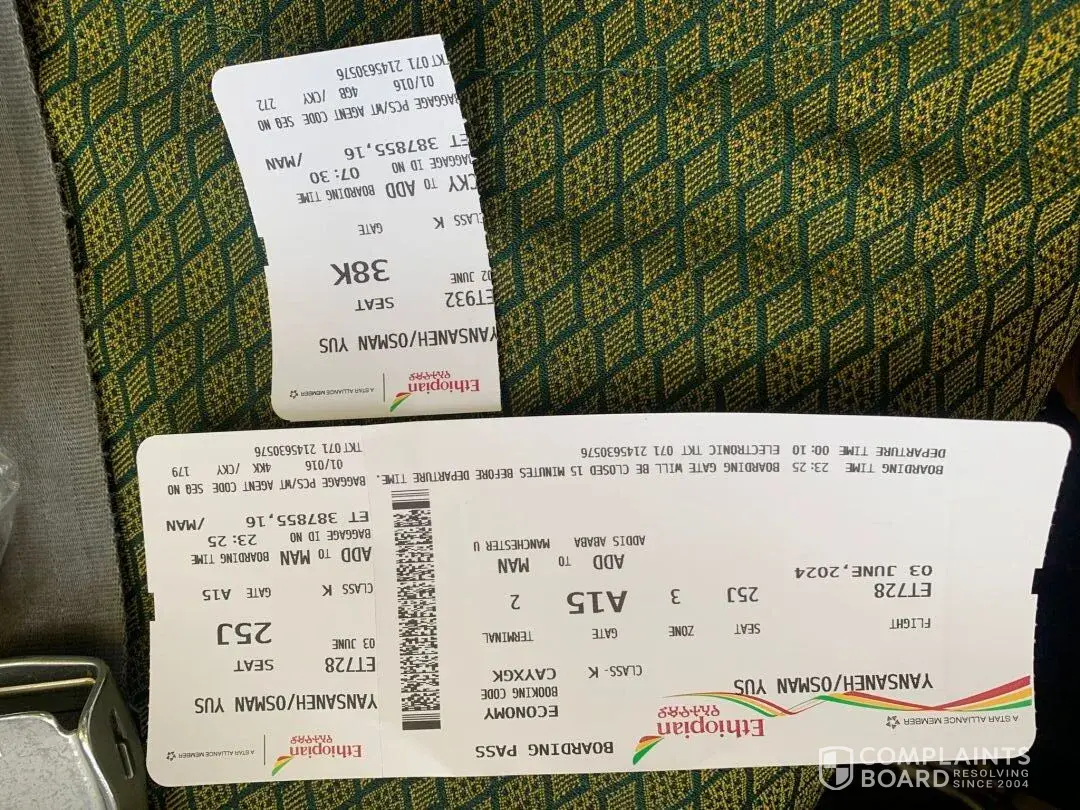 Ethiopian
የኢትዮጵያ
A STAR ALLIANCE MEMBER
YANSANEH/OSMAN YUS
ET932 SEAT
02 JUNE 38K
CLASS K GATE
CKY TO ADD BOARDING TIME
BAGGAGE ID NO 07:30
ET 387855,16 /MAN
BAGGAGE PCS/WT AGENT CODE SEQ NO
01/016 4GB /CKY 272
TKT 071 2145630576
Ethiopian
የኢትዮጵያ
A STAR ALLIANCE MEMBER
BOARDING PASS
ECONOMY
BOOKING CODE
CAYXGK
CLASS- K
YANSANEH/OSMAN YUS
FLIGHT SEAT ZONE GATE TERMINAL
ET728 25J 3 A15 2
03 JUNE,2024
ADD TO MAN
ADDIS ABABA MANCHESTER U
BOARDING TIME 23:25 BOARDING GATE WILL BE CLOSED 15 MINUTES BEFORE DEPARTURE TIME.
DEPARTURE TIME 00:10 ELECTRONIC TKT 071 2145630576
Ethiopian
የኢትዮጵያ
A STAR ALLIANCE MEMBER
YANSANEH/OSMAN YUS
ET728 SEAT
03 JUNE 25J
CLASS K GATE A15
ADD TO MAN BOARDING TIME
BAGGAGE ID NO 23:25
ET 387855,16 /MAN
BAGGAGE PCS/WT AGENT CODE SEQ NO
01/016 4KK /CKY 179
TKT 071 2145630576
COMPLAINTS
BOARD RESOLVING
SINCE 2004